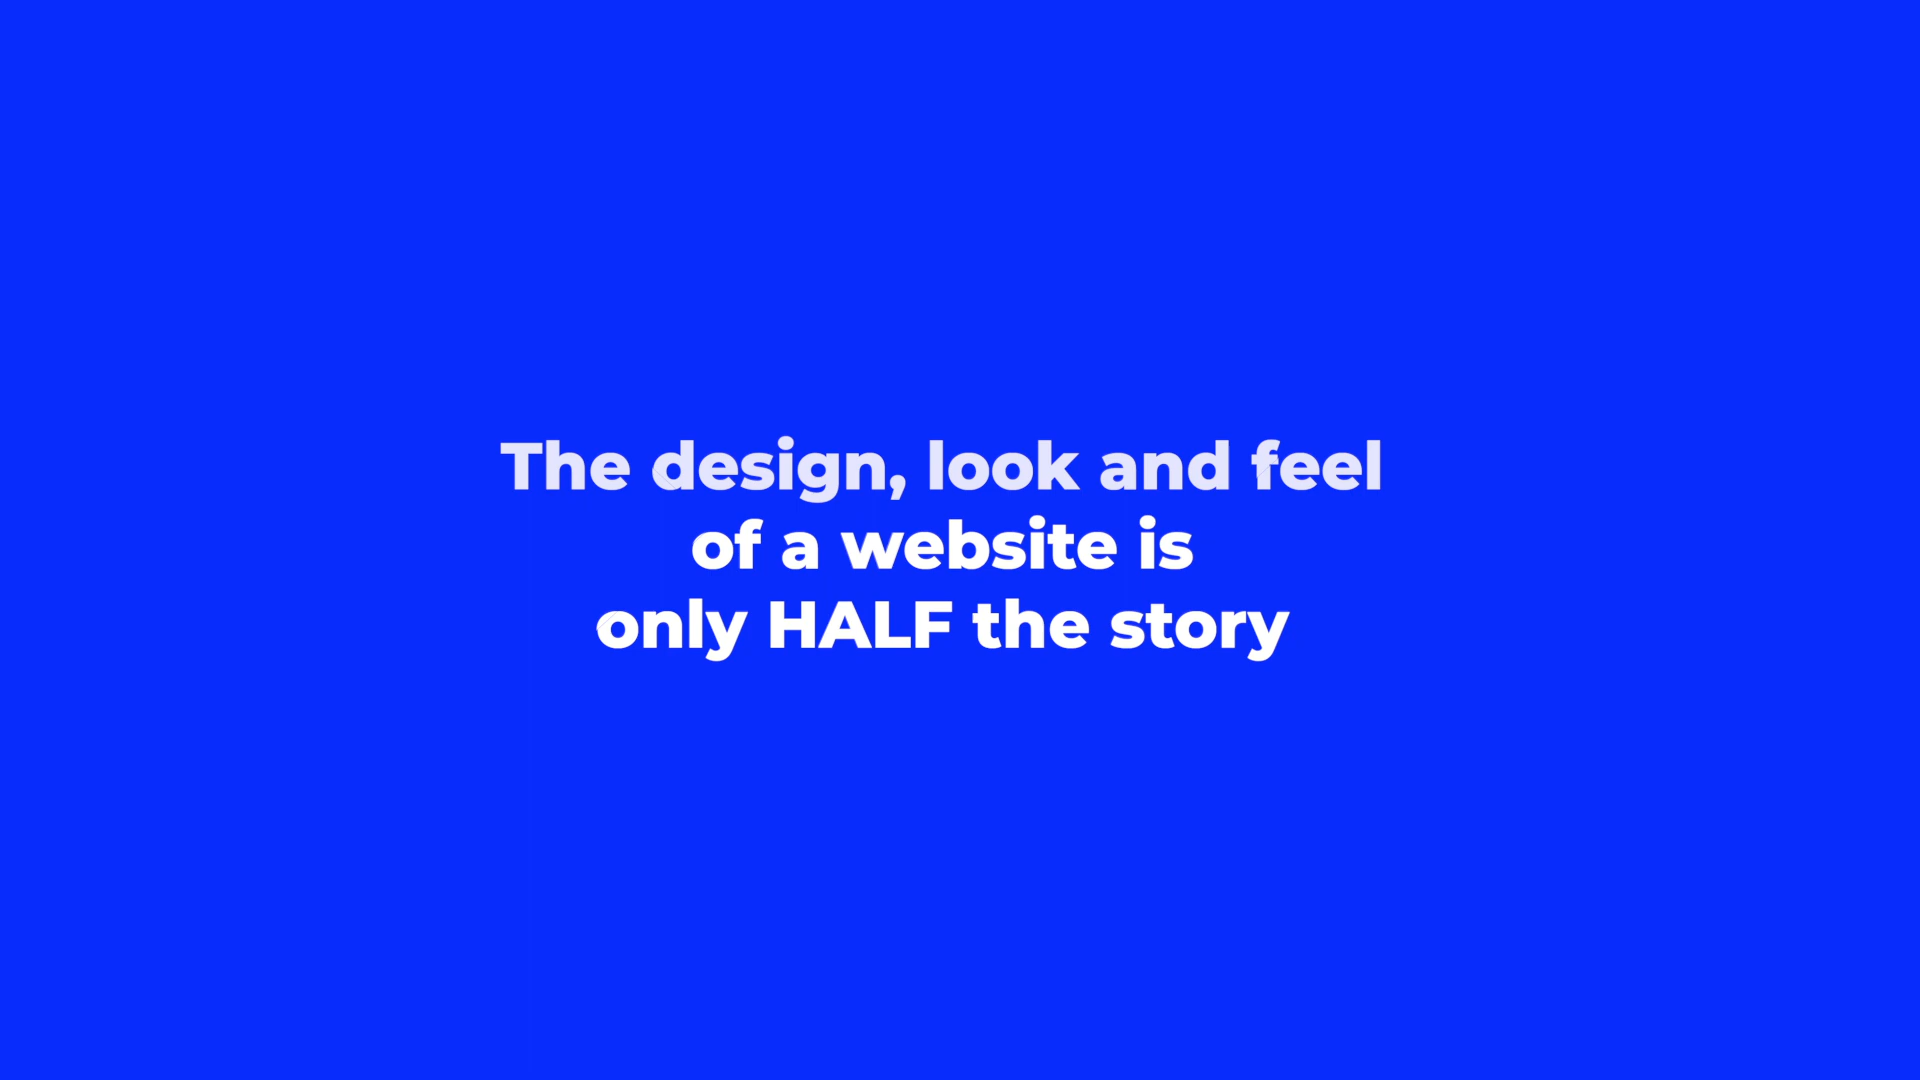 The design, look and feel
of a website is
only HALF the story